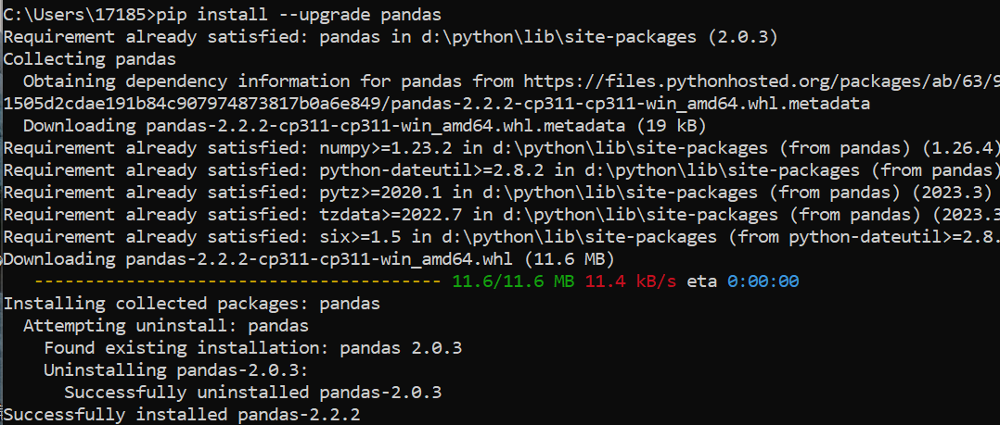 C:\Users\17185>pip install --upgrade pandas
Requirement already satisfied: pandas in d:\python\lib\site-packages (2.0.3)
Collecting pandas
  Obtaining dependency information for pandas from https://files.pythonhosted.org/packages/ab/63/9
1505d2cdae191b84c907974873817b0a6e849/pandas-2.2.2-cp311-cp311-win_amd64.whl.metadata
  Downloading pandas-2.2.2-cp311-cp311-win_amd64.whl.metadata (19 kB)
Requirement already satisfied: numpy>=1.23.2 in d:\python\lib\site-packages (from pandas) (1.26.4)
Requirement already satisfied: python-dateutil>=2.8.2 in d:\python\lib\site-packages (from pandas)
Requirement already satisfied: pytz>=2020.1 in d:\python\lib\site-packages (from pandas) (2023.3)
Requirement already satisfied: tzdata>=2022.7 in d:\python\lib\site-packages (from pandas) (2023.3
Requirement already satisfied: six>=1.5 in d:\python\lib\site-packages (from python-dateutil>=2.8.
Downloading pandas-2.2.2-cp311-cp311-win_amd64.whl (11.6 MB)
   ---------------------------------------- 11.6/11.6 MB 11.4 kB/s eta 0:00:00
Installing collected packages: pandas
  Attempting uninstall: pandas
    Found existing installation: pandas 2.0.3
    Uninstalling pandas-2.0.3:
      Successfully uninstalled pandas-2.0.3
Successfully installed pandas-2.2.2